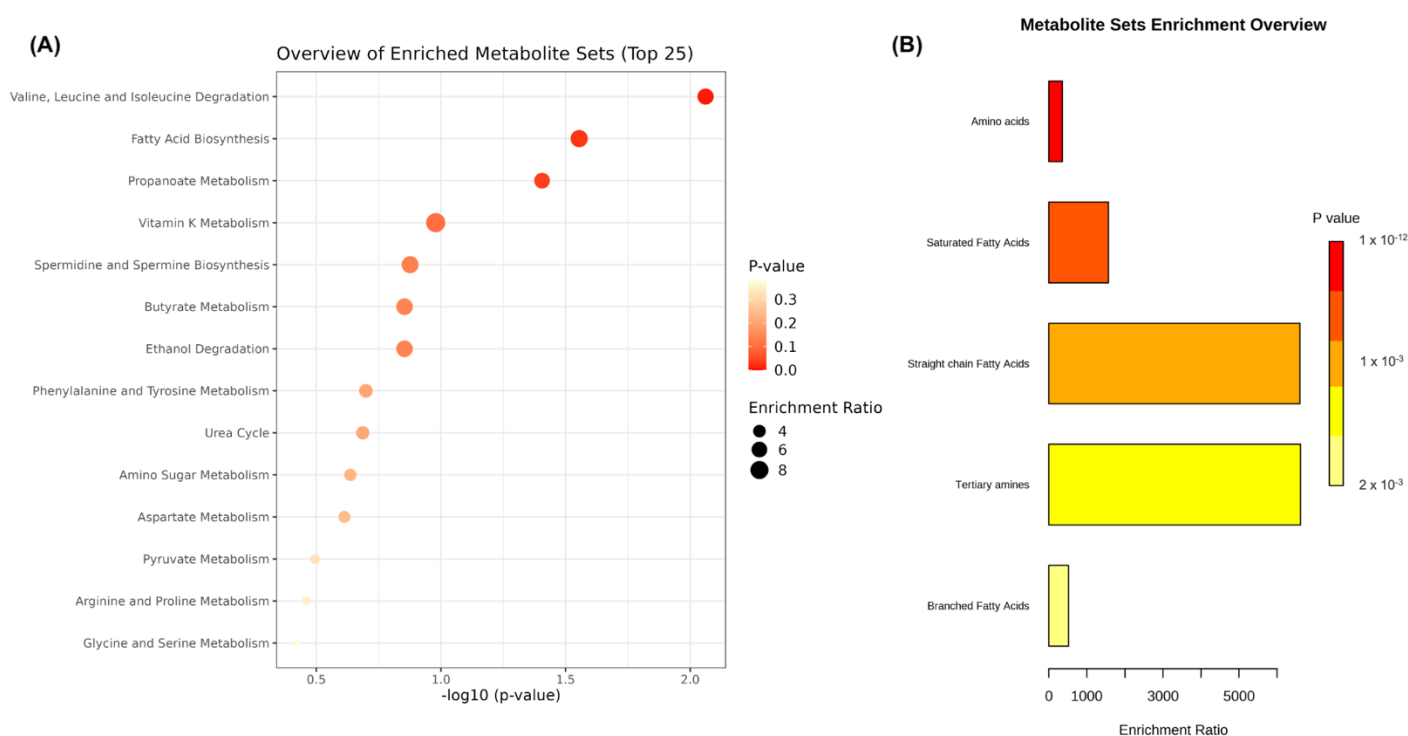 (A)
Overview of Enriched Metabolite Sets (Top 25)
Valine, Leucine and Isoleucine Degradation
Fatty Acid Biosynthesis
Propanoate Metabolism
Vitamin K Metabolism
Spermidine and Spermine Biosynthesis
Butyrate Metabolism
Ethanol Degradation
Phenylalanine and Tyrosine Metabolism
Urea Cycle
Amino Sugar Metabolism
Aspartate Metabolism
Pyruvate Metabolism
Arginine and Proline Metabolism
Glycine and Serine Metabolism
0.5 1.0 1.5 2.0
-log10 (p-value)
P-value
0.3
0.2
0.1
0.0
Enrichment Ratio
4
6
8
(B)
Metabolite Sets Enrichment Overview
Amino acids
Saturated Fatty Acids
Straight chain Fatty Acids
Tertiary amines
Branched Fatty Acids
0 1000 3000 5000
Enrichment Ratio
P value
1 x 10⁻¹²
1 x 10⁻³
2 x 10⁻³